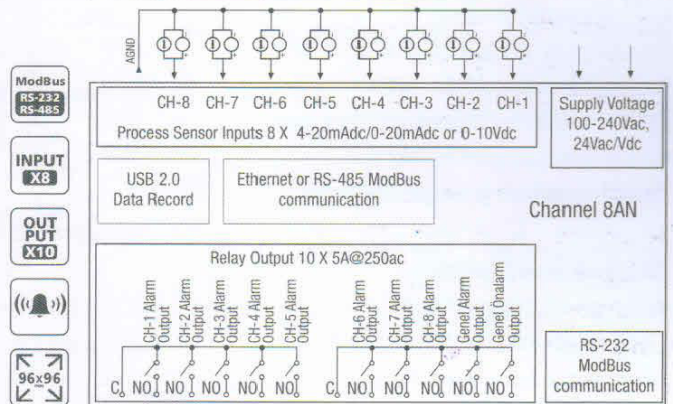 AGND
ModBus
RS-232
RS-485
CH-8 CH-7 CH-6 CH-5 CH-4 CH-3 CH-2 CH-1
Process Sensor Inputs 8 X 4-20mAdc/0-20mAdc or 0-10Vdc
Supply Voltage
100-240Vac,
24Vac/Vdc
INPUT
X8
USB 2.0
Data Record
Ethernet or RS-485 ModBus
communication
Channel 8AN
OUT
PUT
X10
Relay Output 10 X 5A@250ac
CH-1 Alarm
Output
CH-2 Alarm
Output
CH-3 Alarm
Output
CH-4 Alarm
Output
CH-5 Alarm
Output
CH-6 Alarm
Output
CH-7 Alarm
Output
CH-8 Alarm
Output
Genel Alarm
Output
Genel Önalarm
Output
C NO NO NO NO NO C NO NO NO NO NO
RS-232
ModBus
communication
96x96